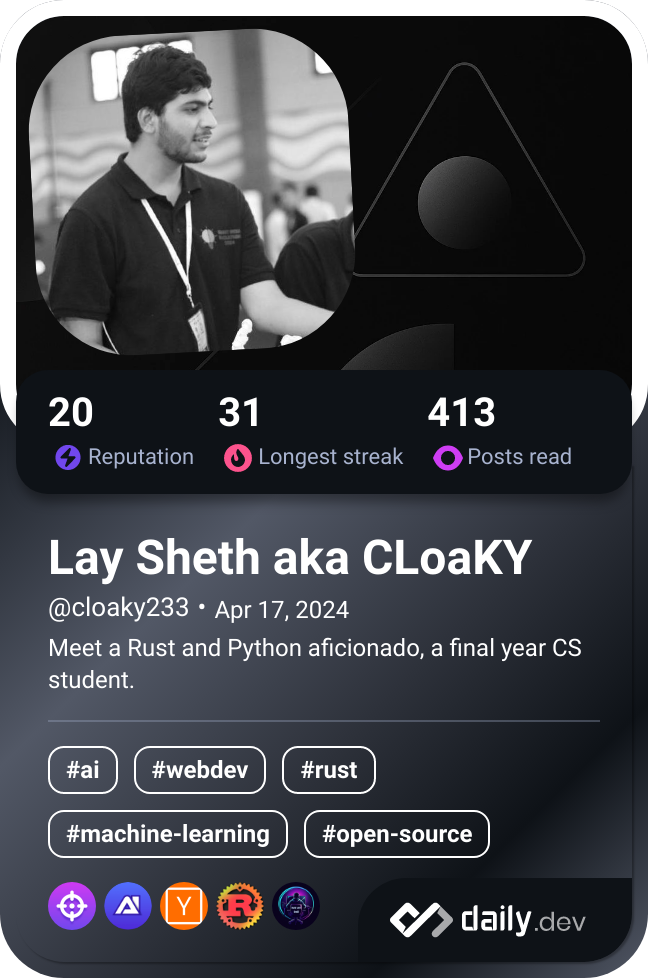 20 31 413
Reputation Longest streak Posts read
Lay Sheth aka CLoaKY
@cloaky233 • Apr 17, 2024
Meet a Rust and Python aficionado, a final year CS
student.
#ai #webdev #rust
#machine-learning #open-source
AI Y R
daily.dev